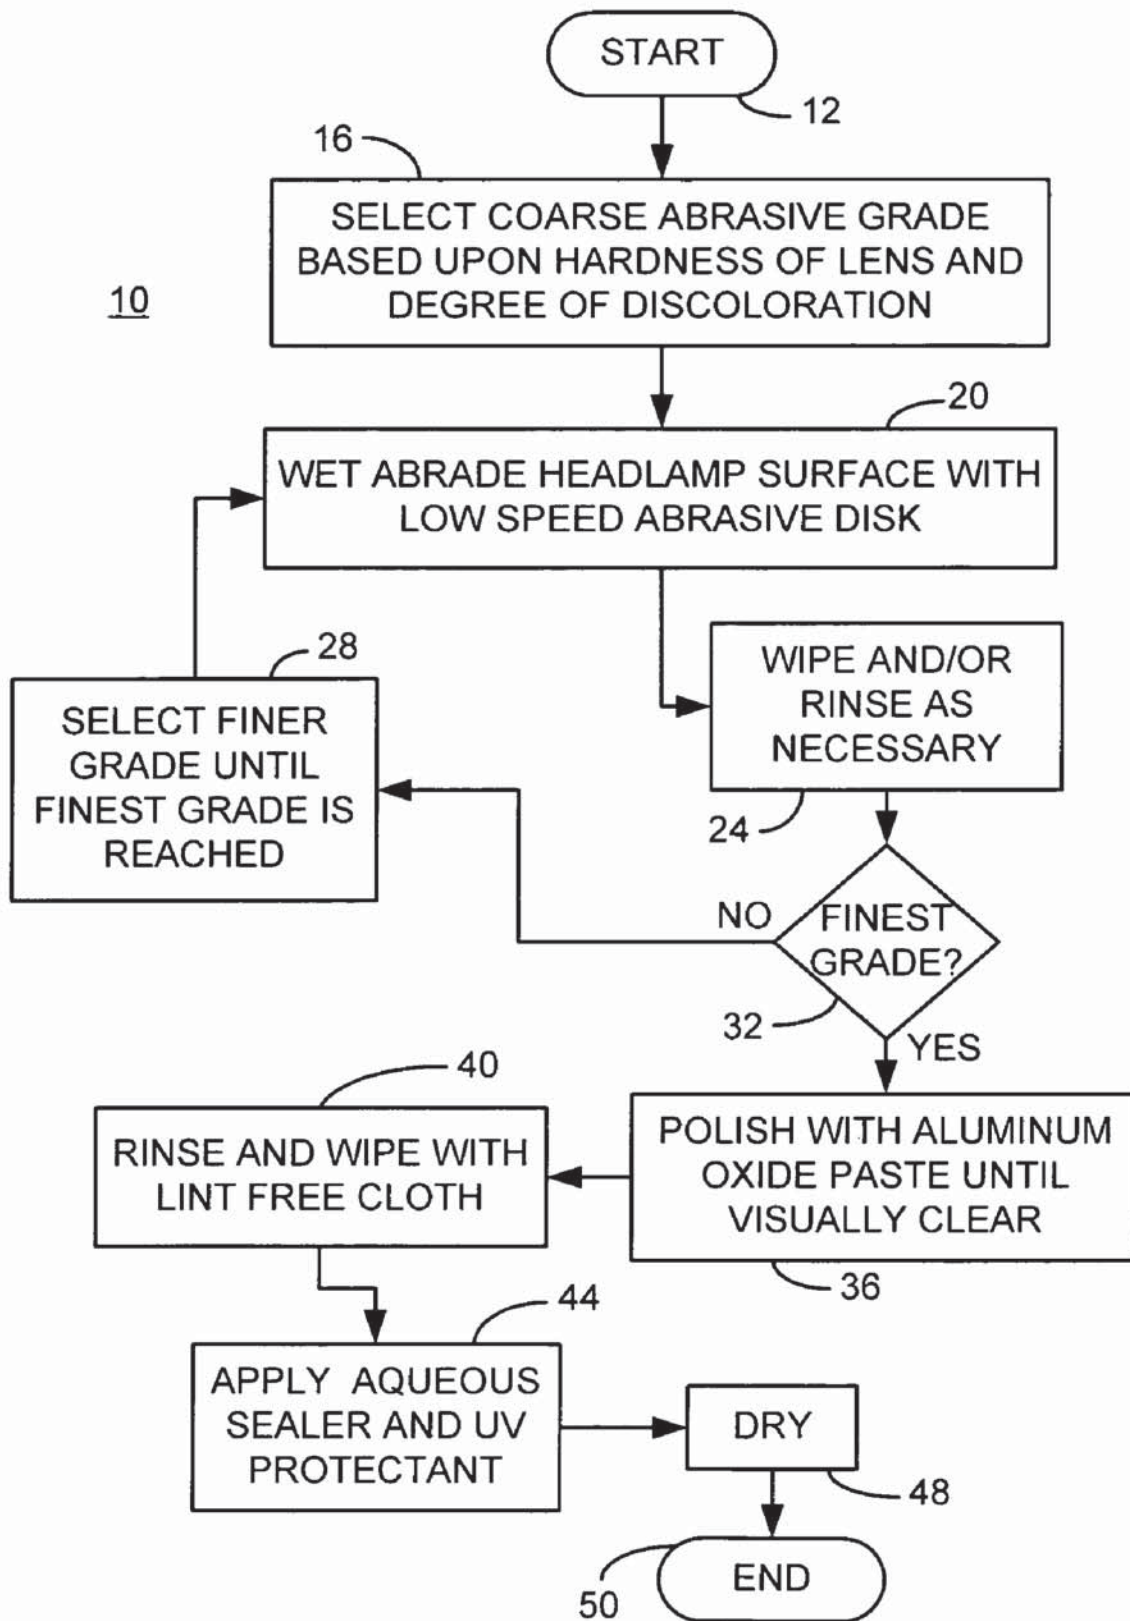 START
12
16
SELECT COARSE ABRASIVE GRADE
BASED UPON HARDNESS OF LENS AND
DEGREE OF DISCOLORATION
10
20
WET ABRADE HEADLAMP SURFACE WITH
LOW SPEED ABRASIVE DISK
28
SELECT FINER
GRADE UNTIL
FINEST GRADE IS
REACHED
WIPE AND/OR
RINSE AS
NECESSARY
24
NO
FINEST
GRADE?
32
YES
40
RINSE AND WIPE WITH
LINT FREE CLOTH
POLISH WITH ALUMINUM
OXIDE PASTE UNTIL
VISUALLY CLEAR
36
44
APPLY AQUEOUS
SEALER AND UV
PROTECTANT
DRY
48
50
END